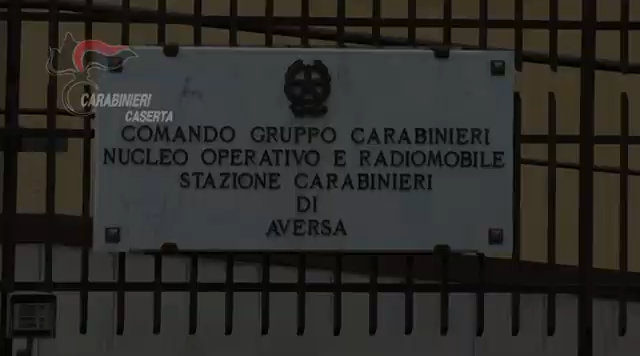 CARABINIERI
CASERTA
COMANDO GRUPPO CARABINIERI
NUCLEO OPERATIVO E RADIOMOBILE
STAZIONE CARABINIERI
DI
AVERSA